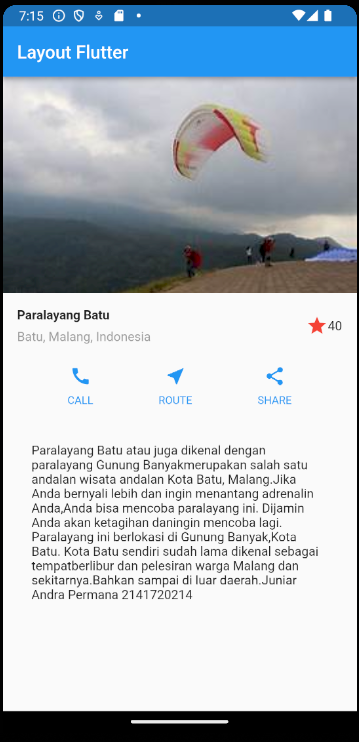 7:15
Layout Flutter
Paralayang Batu
Batu, Malang, Indonesia
40
CALL
ROUTE
SHARE
Paralayang Batu atau juga dikenal dengan
paralayang Gunung Banyakmerupakan salah satu
andalan wisata andalan Kota Batu, Malang.Jika
Anda bernyali lebih dan ingin menantang adrenalin
Anda,Anda bisa mencoba paralayang ini. Dijamin
Anda akan ketagihan daningin mencoba lagi.
Paralayang ini berlokasi di Gunung Banyak,Kota
Batu. Kota Batu sendiri sudah lama dikenal sebagai
tempatberlibur dan pelesiran warga Malang dan
sekitarnya.Bahkan sampai di luar daerah.Juniar
Andra Permana 2141720214